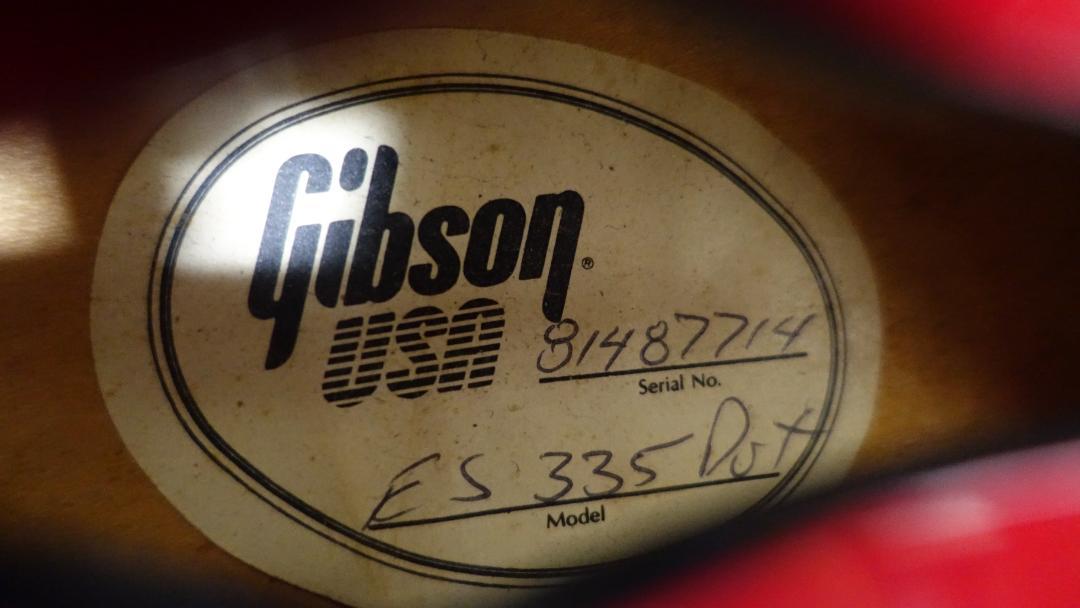 Gibson®
USA
81487714
Serial No.
ES 335 Dot
Model